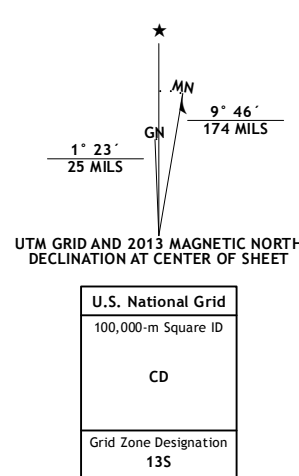 ★
MN
GN
9° 46´
174 MILS
1° 23´
25 MILS
UTM GRID AND 2013 MAGNETIC NORTH
DECLINATION AT CENTER OF SHEET
U.S. National Grid
100,000-m Square ID
CD
Grid Zone Designation
13S